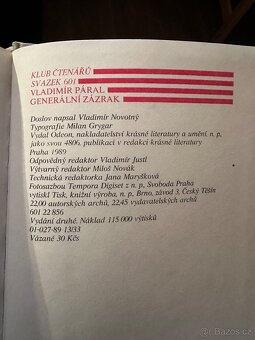 KLUB ČTENÁŘŮ
SVAZEK 601
VLADIMÍR PÁRAL
GENERÁLNÍ ZÁZRAK
Doslov napsal Vladimír Novotný
Typografie Milan Grygar
Vydal Odeon, nakladatelství krásné literatury a umění, n. p.,
jako svou 4806. publikaci v redakci krásné literatury
Praha 1989
Odpovědný redaktor Vladimír Justl
Výtvarný redaktor Miloš Novák
Technická redaktorka Jana Maryšková
Fotosazbou Tempora Digiset z n. p., Svoboda Praha
vytiskl Tisk, knižní výroba, n. p., Brno, závod 3, Český Těšín
22,00 autorských archů, 22,45 vydavatelských archů
601 22 856
Vydání druhé. Náklad 115 000 výtisků
01-027-89 13/33
Vázané 30 Kčs
Sbazar.cz